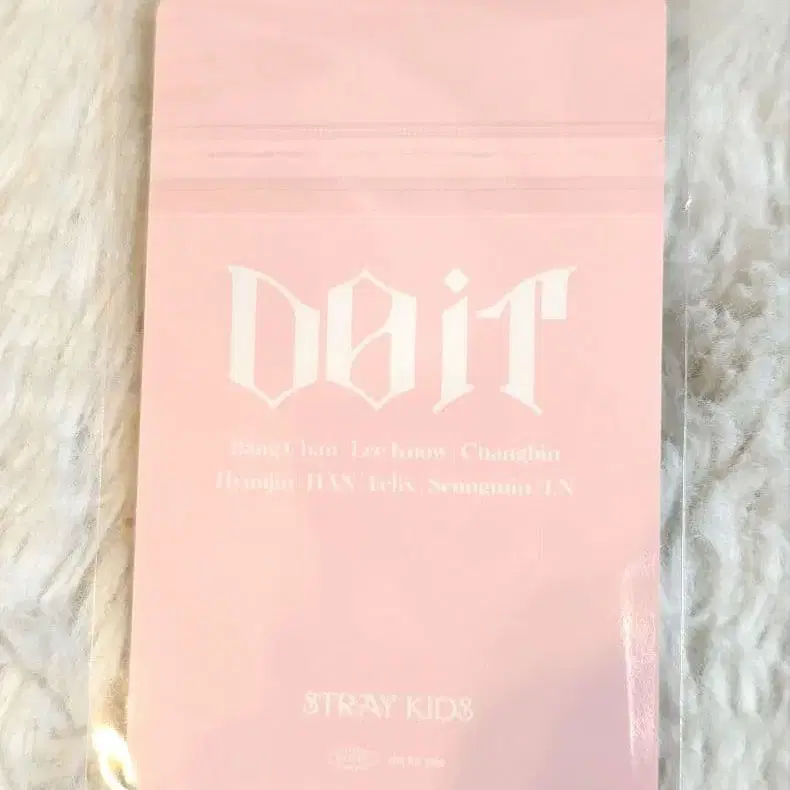 DO iT
Bang Chan Lee Know Changbin
Hyunjin HAN Felix Seungmin I.N
STRAY KIDS